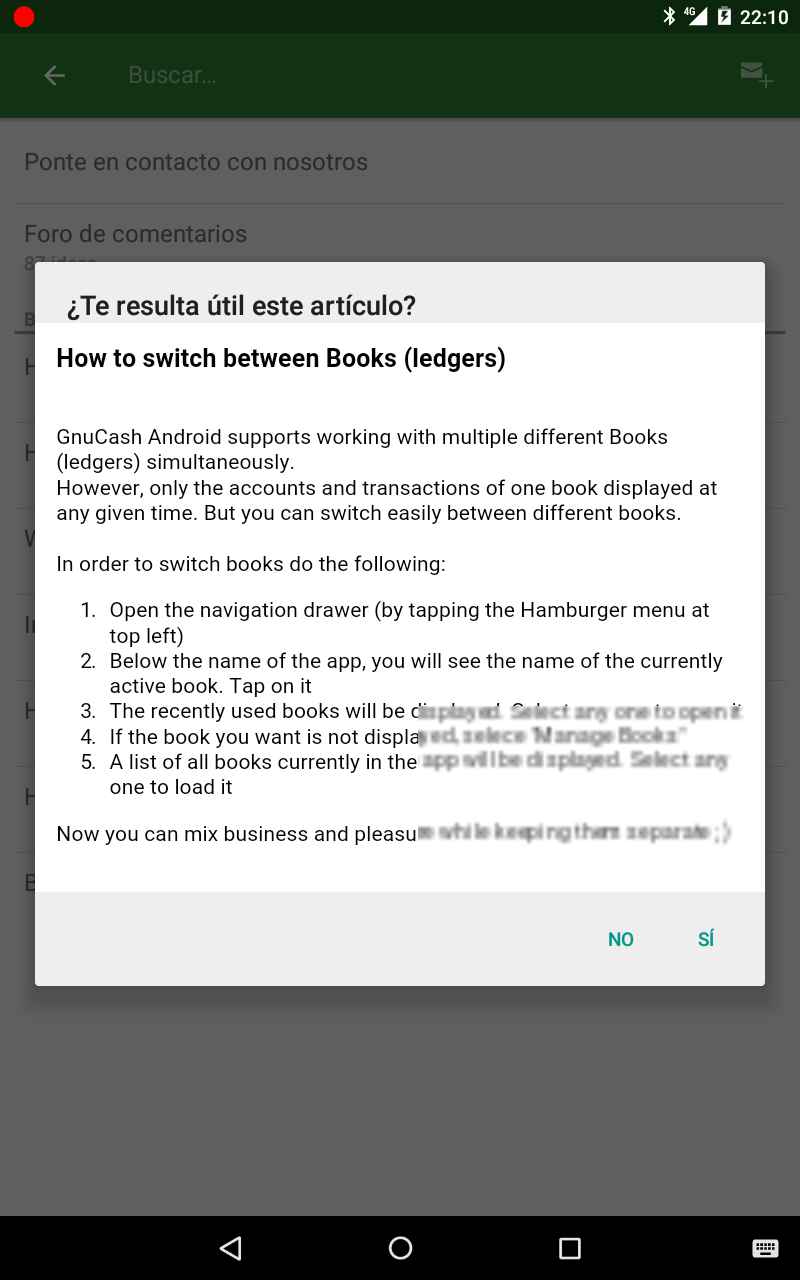 4G 22:10
Buscar...
Ponte en contacto con nosotros
Foro de comentarios
87
¿Te resulta útil este artículo?
How to switch between Books (ledgers)
GnuCash Android supports working with multiple different Books
(ledgers) simultaneously.
However, only the accounts and transactions of one book displayed at
any given time. But you can switch easily between different books.
In order to switch books do the following:
1. Open the navigation drawer (by tapping the Hamburger menu at
top left)
2. Below the name of the app, you will see the name of the currently
active book. Tap on it
3. The recently used books will be displayed. Select any one to open it
4. If the book you want is not displayed, "Manage Books"
5. A list of all books currently in the app will be displayed. Select any
one to load it
Now you can mix business and pleasure while keeping them separate ;)
NO SÍ